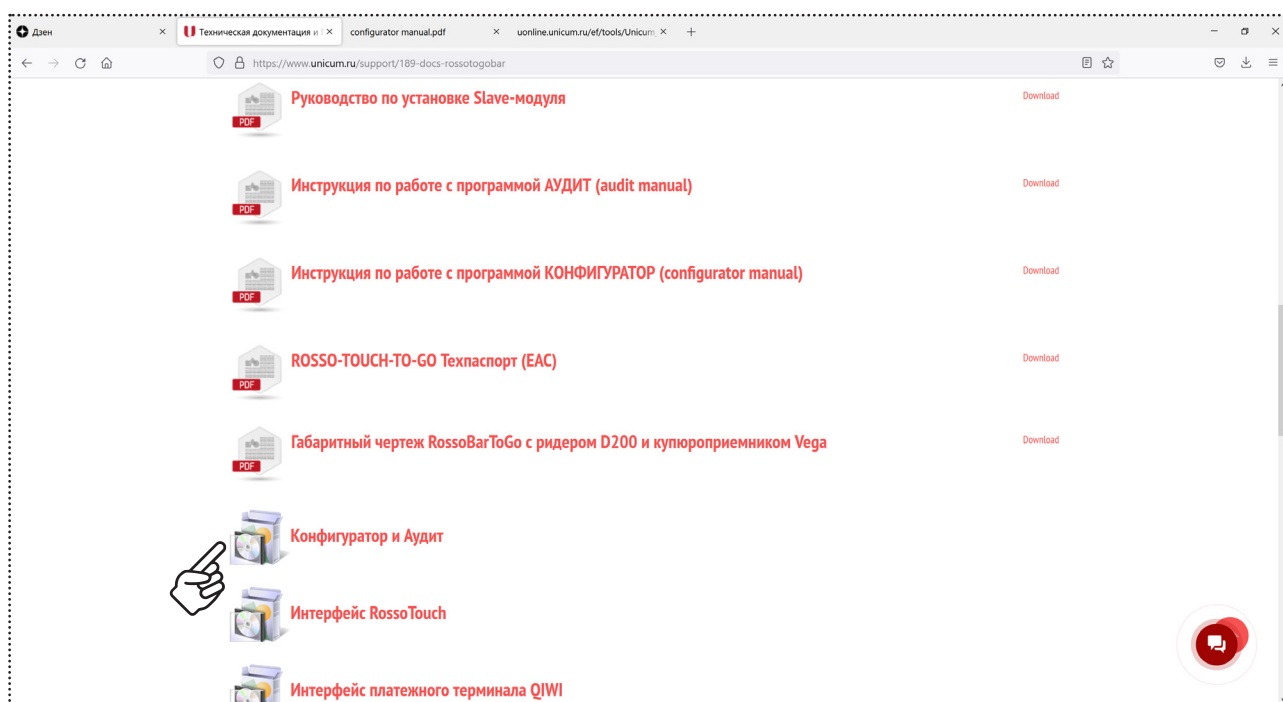 Дзен
Техническая документация и П
configurator manual.pdf
uonline.unicum.ru/ef/tools/Unicum
https://www.unicum.ru/support/189-docs-rossotogobar
PDF
Руководство по установке Slave-модуля
Download
PDF
Инструкция по работе с программой АУДИТ (audit manual)
Download
PDF
Инструкция по работе с программой КОНФИГУРАТОР (configurator manual)
Download
PDF
ROSSO-TOUCH-TO-GO Техпаспорт (EAC)
Download
PDF
Габаритный чертеж RossoBarToGo с ридером D200 и купюроприемником Vega
Download
Конфигуратор и Аудит
Интерфейс RossoTouch
Интерфейс платежного терминала QIWI